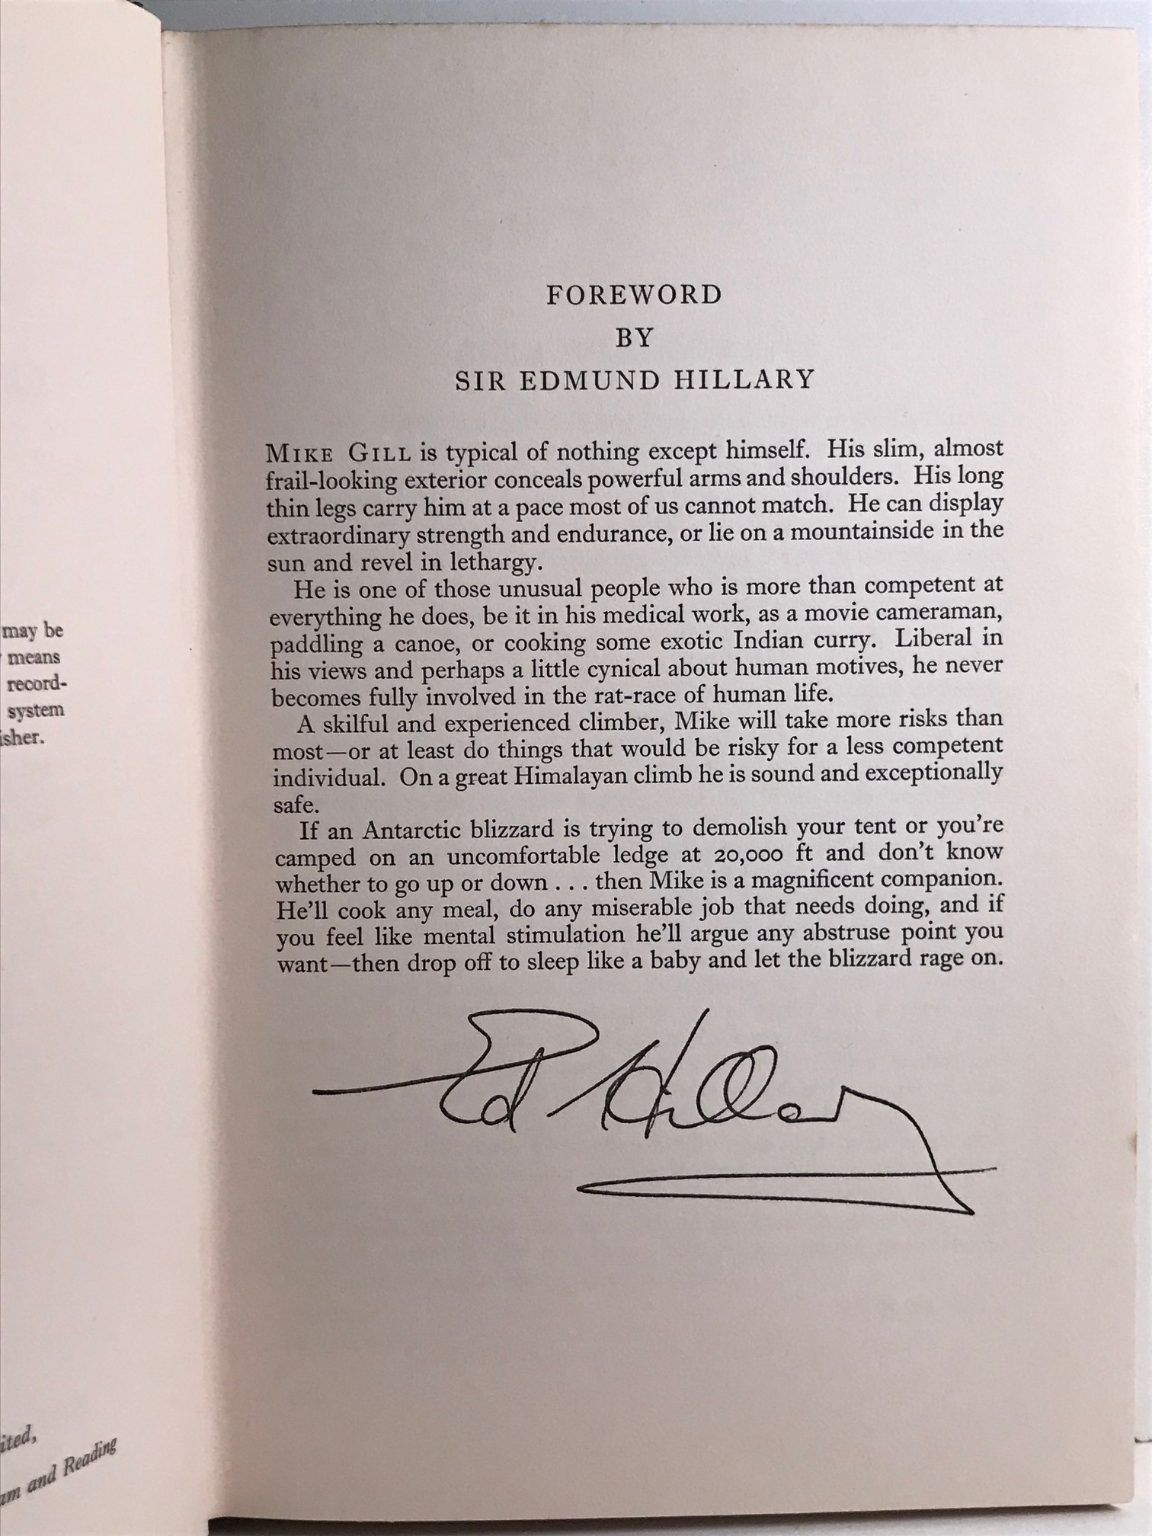 may be
means
record-
system
isher.
ited,
am and Reading
FOREWORD
BY
SIR EDMUND HILLARY
MIKE GILL is typical of nothing except himself. His slim, almost
frail-looking exterior conceals powerful arms and shoulders. His long
thin legs carry him at a pace most of us cannot match. He can display
extraordinary strength and endurance, or lie on a mountainside in the
sun and revel in lethargy.
He is one of those unusual people who is more than competent at
everything he does, be it in his medical work, as a movie cameraman,
paddling a canoe, or cooking some exotic Indian curry. Liberal in
his views and perhaps a little cynical about human motives, he never
becomes fully involved in the rat-race of human life.
A skilful and experienced climber, Mike will take more risks than
most—or at least do things that would be risky for a less competent
individual. On a great Himalayan climb he is sound and exceptionally
safe.
If an Antarctic blizzard is trying to demolish your tent or you're
camped on an uncomfortable ledge at 20,000 ft and don't know
whether to go up or down . . . then Mike is a magnificent companion.
He'll cook any meal, do any miserable job that needs doing, and if
you feel like mental stimulation he'll argue any abstruse point you
want—then drop off to sleep like a baby and let the blizzard rage on.
Ed Hillary